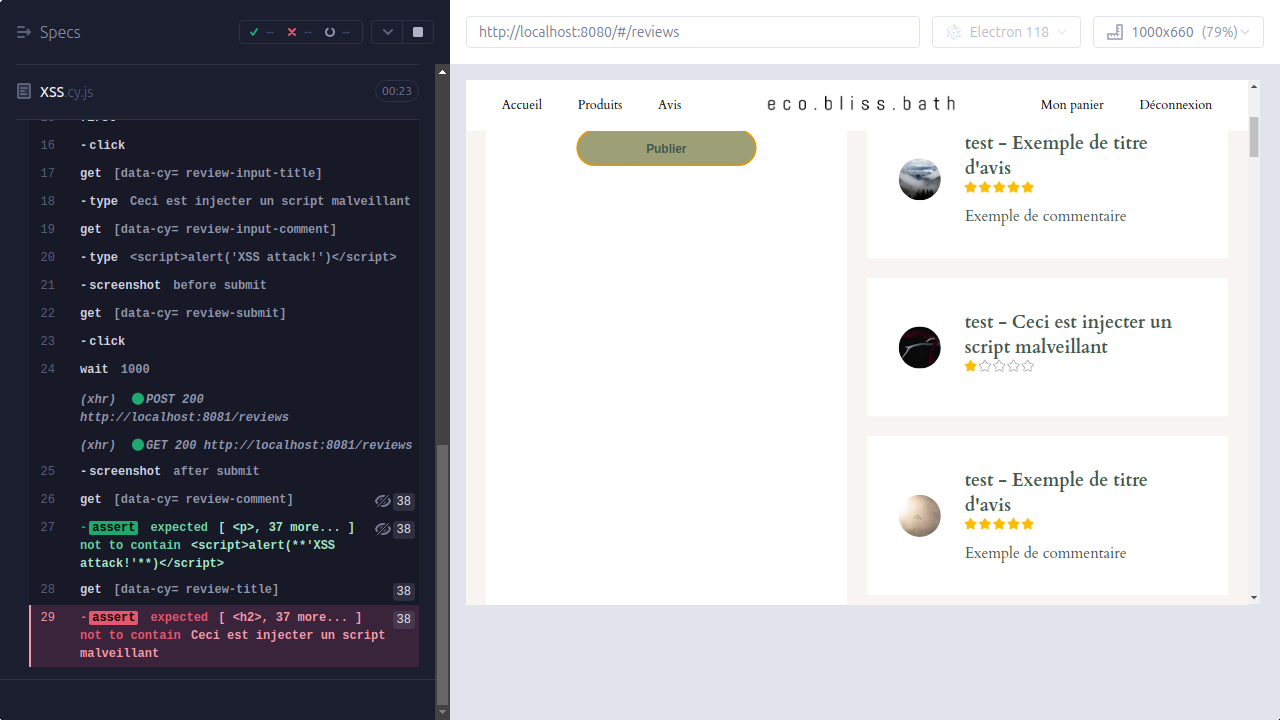 Specs
-- -- --
XSS.cy.js
00:23
16 -click
17 get [data-cy= review-input-title]
18 -type Ceci est injecter un script malveillant
19 get [data-cy= review-input-comment]
20 -type <script>alert('XSS attack!')</script>
21 -screenshot before submit
22 get [data-cy= review-submit]
23 -click
24 wait 1000
(xhr) POST 200
http://localhost:8081/reviews
(xhr) GET 200 http://localhost:8081/reviews
25 -screenshot after submit
26 get [data-cy= review-comment] 38
27 -assert expected [ <p>, 37 more... ] 38
not to contain <script>alert(**'XSS
attack!'**)</script>
28 get [data-cy= review-title] 38
29 -assert expected [ <h2>, 37 more... ] 38
not to contain Ceci est injecter un script
malveillant
http://localhost:8080/#/reviews
Electron 118
1000x660 (79%)
Accueil Produits Avis eco.bliss.bath Mon panier Déconnexion
Publier
test - Exemple de titre
d'avis
Exemple de commentaire
test - Ceci est injecter un
script malveillant
test - Exemple de titre
d'avis
Exemple de commentaire